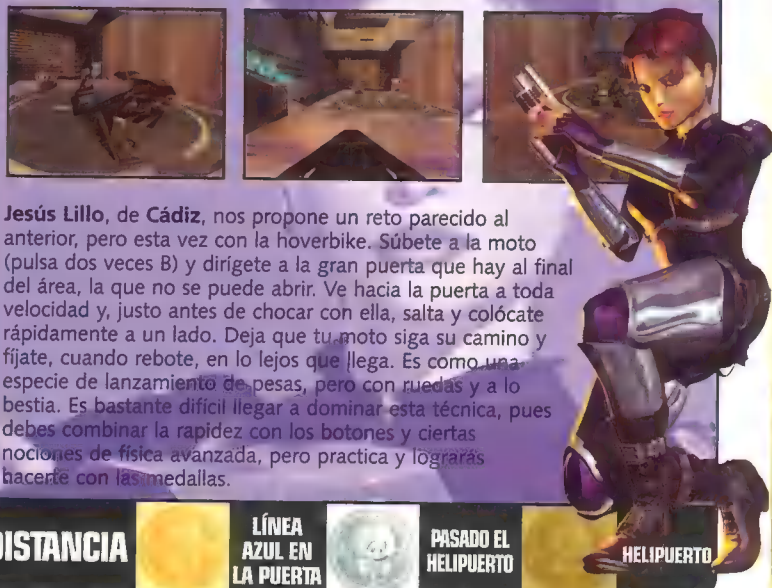 Jesús Lillo, de Cádiz, nos propone un reto parecido al
anterior, pero esta vez con la hoverbike. Súbete a la moto
(pulsa dos veces B) y dirígete a la gran puerta que hay al final
del área, la que no se puede abrir. Ve hacia la puerta a toda
velocidad y, justo antes de chocar con ella, salta y colócate
rápidamente a un lado. Deja que tu moto siga su camino y
fíjate, cuando rebote, en lo lejos que llega. Es como una
especie de lanzamiento de pesas, pero con ruedas y a lo
bestia. Es bastante difícil llegar a dominar esta técnica, pues
debes combinar la rapidez con los botones y ciertas
nociones de física avanzada, pero practica y lograrás
hacerte con las medallas.
DISTANCIA
LÍNEA
AZUL EN
LA PUERTA
PASADO EL
HELIPUERTO
HELIPUERTO